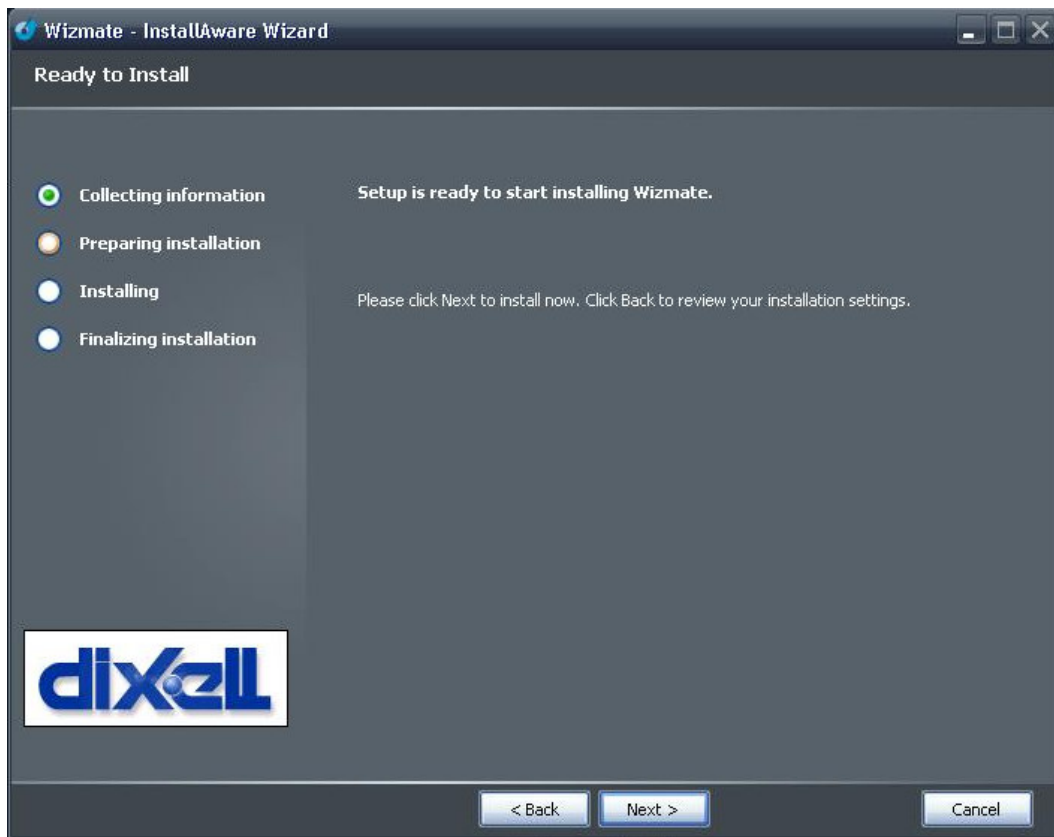 Wizmate - InstallAware Wizard
Ready to Install
Collecting information
Preparing installation
Installing
Finalizing installation
Setup is ready to start installing Wizmate.
Please click Next to install now. Click Back to review your installation settings.
dixell
< Back
Next >
Cancel